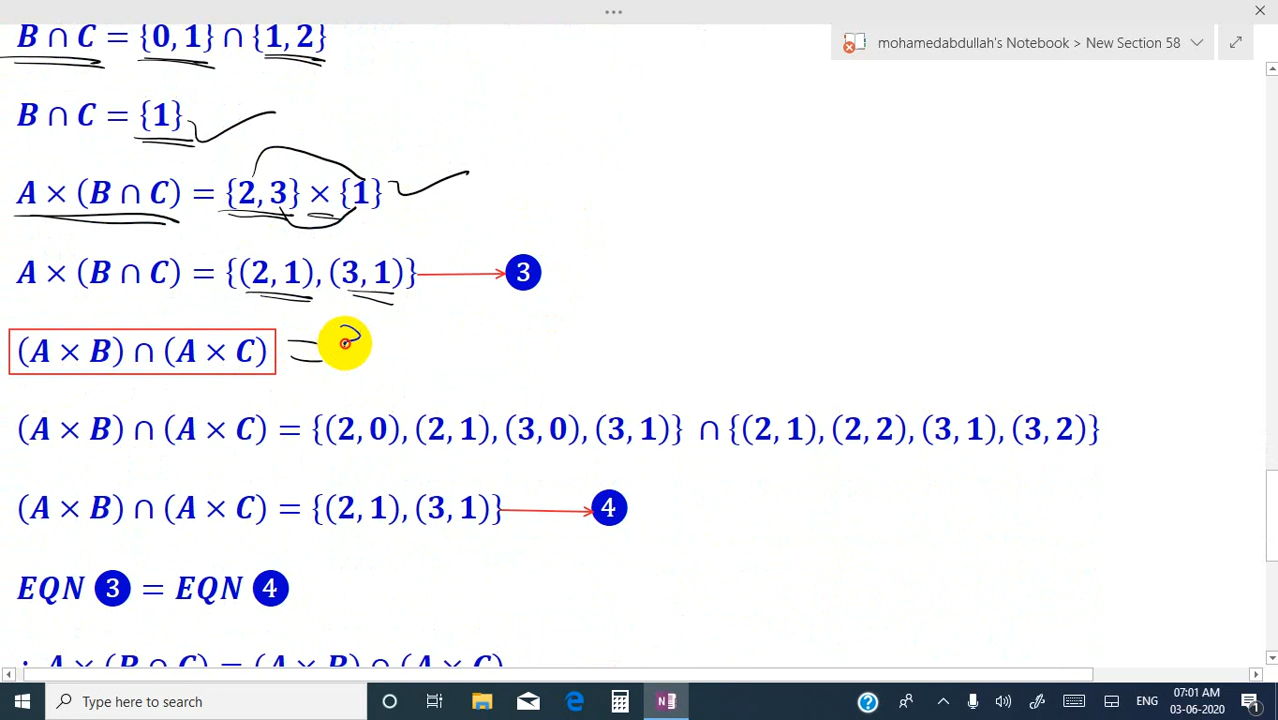 mohamedabdullah's Notebook > New Section 58
B ∩ C = {0, 1} ∩ {1, 2}
B ∩ C = {1}
A × (B ∩ C) = {2, 3} × {1}
A × (B ∩ C) = {(2, 1), (3, 1)} → 3
(A × B) ∩ (A × C) =
(A × B) ∩ (A × C) = {(2, 0), (2, 1), (3, 0), (3, 1)} ∩ {(2, 1), (2, 2), (3, 1), (3, 2)}
(A × B) ∩ (A × C) = {(2, 1), (3, 1)} → 4
EQN 3 = EQN 4
∴ A × (B ∩ C) = (A × B) ∩ (A × C)
Type here to search
ENG
07:01 AM
03-06-2020